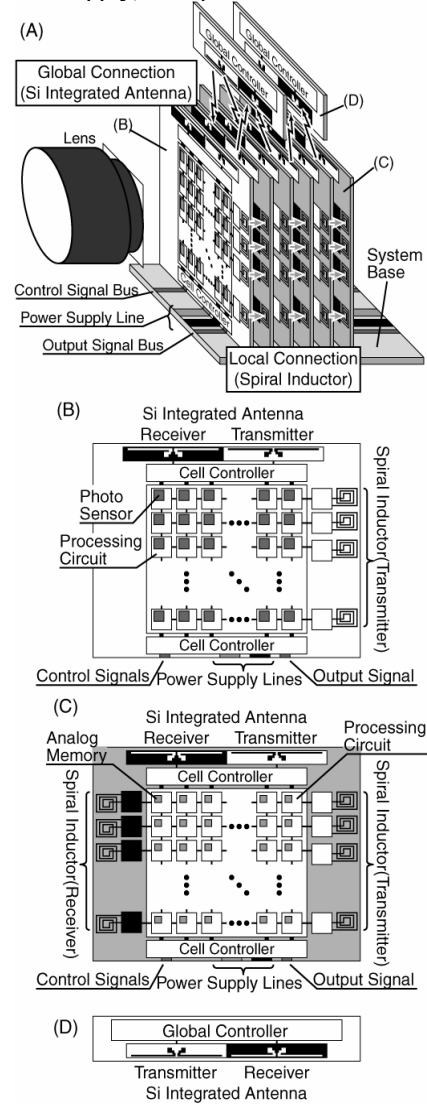 (A)
Global Controller
Global Controller
Global Connection
(Si Integrated Antenna)
(D)
(B)
Lens
(C)
Cell Controller
System
Base
Control Signal Bus
Power Supply Line
Output Signal Bus
Local Connection
(Spiral Inductor)
(B)
Si Integrated Antenna
Receiver Transmitter
Cell Controller
Photo
Sensor
Processing
Circuit
Spiral Inductor(Transmitter)
Cell Controller
Control Signals
Power Supply Lines
Output Signal
(C)
Si Integrated Antenna
Analog
Memory
Receiver Transmitter
Processing
Circuit
Cell Controller
Spiral Inductor(Receiver)
Spiral Inductor(Transmitter)
Cell Controller
Control Signals
Power Supply Lines
Output Signal
(D)
Global Controller
Transmitter Receiver
Si Integrated Antenna